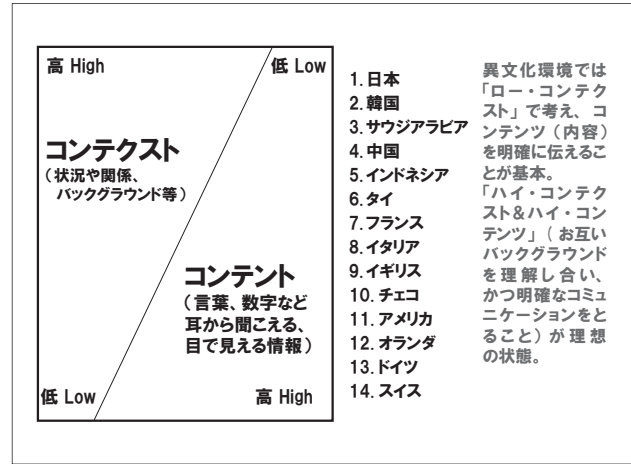 高 High
低 Low
コンテクスト
（状況や関係、
バックグラウンド等）
コンテント
（言葉、数字など
耳から聞こえる、
目で見える情報）
低 Low
高 High
1. 日本
2. 韓国
3. サウジアラビア
4. 中国
5. インドネシア
6. タイ
7. フランス
8. イタリア
9. イギリス
10. チェコ
11. アメリカ
12. オランダ
13. ドイツ
14. スイス
異文化環境では
「ロー・コンテク
スト」で考え、コ
ンテンツ（内容）
を明確に伝えるこ
とが基本。
「ハイ・コンテク
スト&ハイ・コン
テンツ」（お互い
バックグラウンド
を理解し合い、
かつ明確なコミュ
ニケーションをと
ること）が理想
の状態。